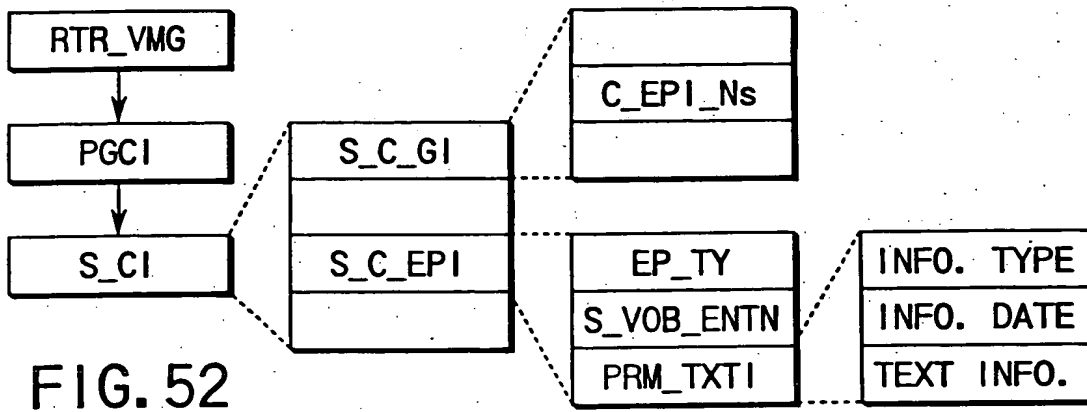 RTR_VMG
PGCI
S_CI
S_C_GI
S_C_EPI
C_EPI_Ns
EP_TY
S_VOB_ENTN
PRM_TXTI
INFO. TYPE
INFO. DATE
TEXT INFO.
FIG. 52